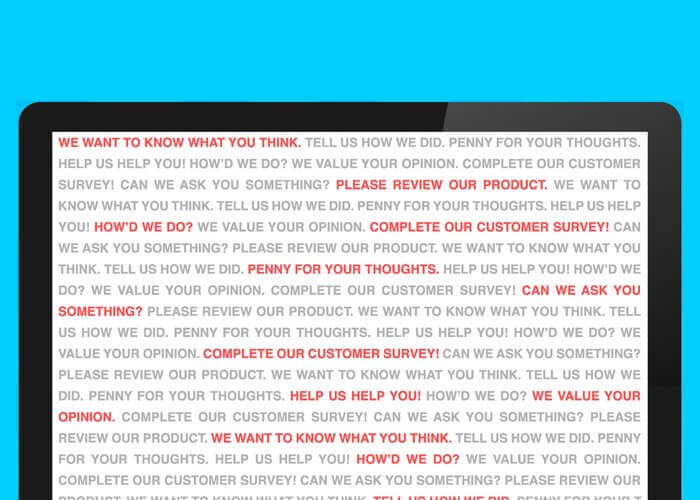 WE WANT TO KNOW WHAT YOU THINK. TELL US HOW WE DID. PENNY FOR YOUR THOUGHTS.
HELP US HELP YOU! HOW'D WE DO? WE VALUE YOUR OPINION. COMPLETE OUR CUSTOMER
SURVEY! CAN WE ASK YOU SOMETHING? PLEASE REVIEW OUR PRODUCT. WE WANT TO
KNOW WHAT YOU THINK. TELL US HOW WE DID. PENNY FOR YOUR THOUGHTS. HELP US HELP
YOU! HOW'D WE DO? WE VALUE YOUR OPINION. COMPLETE OUR CUSTOMER SURVEY! CAN
WE ASK YOU SOMETHING? PLEASE REVIEW OUR PRODUCT. WE WANT TO KNOW WHAT YOU
THINK. TELL US HOW WE DID. PENNY FOR YOUR THOUGHTS. HELP US HELP YOU! HOW'D WE
DO? WE VALUE YOUR OPINION. COMPLETE OUR CUSTOMER SURVEY! CAN WE ASK YOU
SOMETHING? PLEASE REVIEW OUR PRODUCT. WE WANT TO KNOW WHAT YOU THINK. TELL
US HOW WE DID. PENNY FOR YOUR THOUGHTS. HELP US HELP YOU! HOW'D WE DO? WE
VALUE YOUR OPINION. COMPLETE OUR CUSTOMER SURVEY! CAN WE ASK YOU SOMETHING?
PLEASE REVIEW OUR PRODUCT. WE WANT TO KNOW WHAT YOU THINK. TELL US HOW WE
DID. PENNY FOR YOUR THOUGHTS. HELP US HELP YOU! HOW'D WE DO? WE VALUE YOUR
OPINION. COMPLETE OUR CUSTOMER SURVEY! CAN WE ASK YOU SOMETHING? PLEASE
REVIEW OUR PRODUCT. WE WANT TO KNOW WHAT YOU THINK. TELL US HOW WE DID. PENNY
FOR YOUR THOUGHTS. HELP US HELP YOU! HOW'D WE DO? WE VALUE YOUR OPINION.
COMPLETE OUR CUSTOMER SURVEY! CAN WE ASK YOU SOMETHING? PLEASE REVIEW OUR
PRODUCT. WE WANT TO KNOW WHAT YOU THINK. TELL US HOW WE DID. PENNY FOR YOUR T